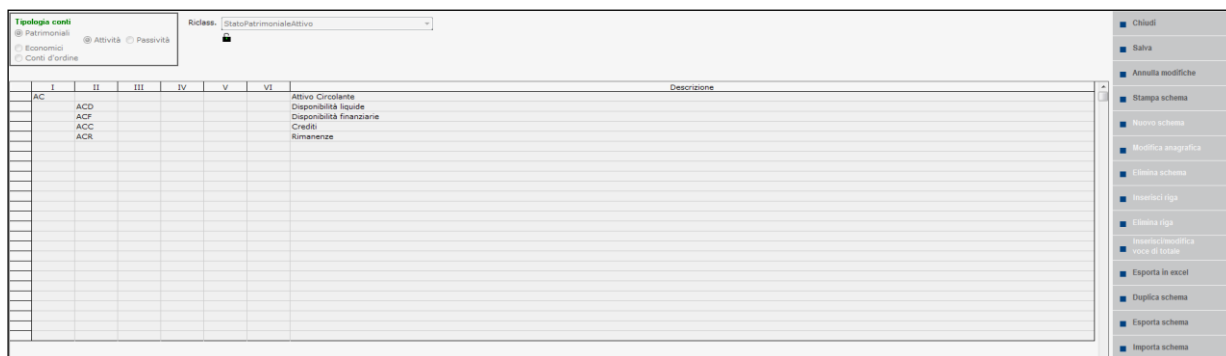 Tipologia conti
Patrimoniali
Attività Passività
Economici
Conti d'ordine
Riclass. StatoPatrimonialeAttivo
I II III IV V VI Descrizione
AC Attivo Circolante
ACD Disponibilità liquide
ACF Disponibilità finanziarie
ACC Crediti
ACR Rimanenze
Chiudi
Salva
Annulla modifiche
Stampa schema
Nuovo schema
Modifica anagrafica
Elimina schema
Inserisci riga
Elimina riga
Inserisci/modifica
voce di totale
Esporta in excel
Duplica schema
Esporta schema
Importa schema